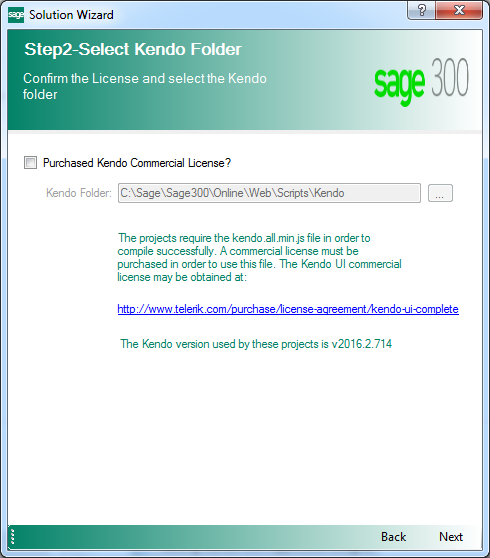 sage Solution Wizard
Step2-Select Kendo Folder
Confirm the License and select the Kendo
folder
sage 300
Purchased Kendo Commercial License?
Kendo Folder: C:\Sage\Sage300\Online\Web\Scripts\Kendo ...
The projects require the kendo.all.min.js file in order to
compile successfully. A commercial license must be
purchased in order to use this file. The Kendo UI commercial
license may be obtained at:
http://www.telerik.com/purchase/license-agreement/kendo-ui-complete
The Kendo version used by these projects is v2016.2.714
Back Next